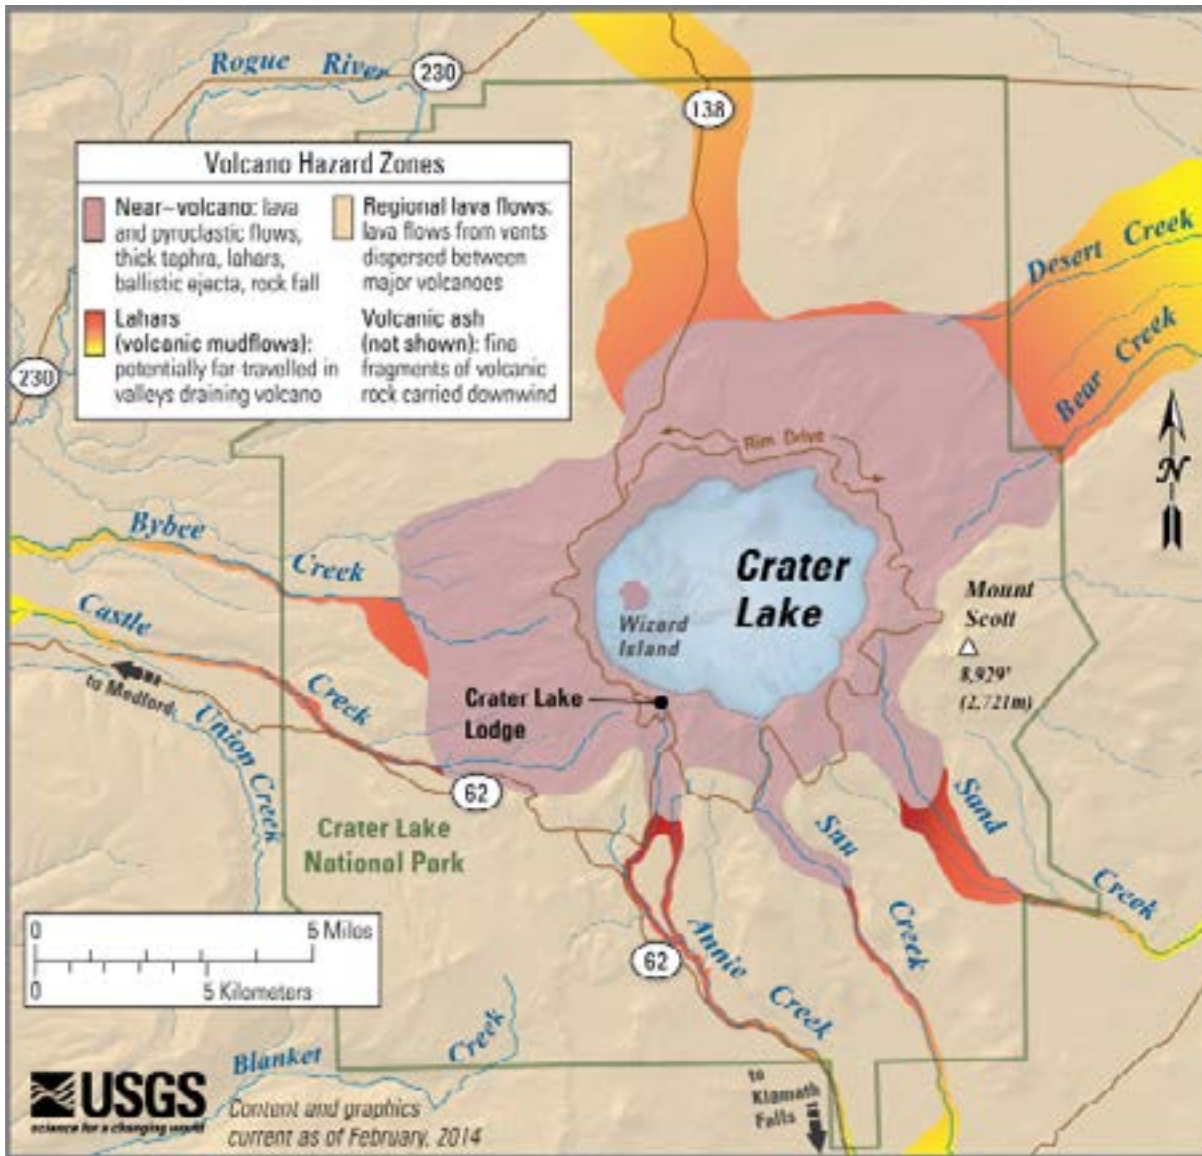 Rogue River
230
138
Volcano Hazard Zones
Near-volcano: lava
and pyroclastic flows,
thick tephra, lahars,
ballistic ejecta, rock fall
Lahars
(volcanic mudflows):
potentially far-travelled in
valleys draining volcano
Regional lava flows:
lava flows from vents
dispersed between
major volcanoes
Volcanic ash
(not shown): fine
fragments of volcanic
rock carried downwind
Desert Creek
Bear Creek
230
N
Rim Drive
Bybee Creek
Crater
Lake
Wizard
Island
Mount
Scott
8,929'
(2,721m)
Castle Creek
to Medford
Union Creek
Crater Lake
Lodge
62
Crater Lake
National Park
Sun Creek
Sand Creek
Annie Creek
62
0 5 Miles
0 5 Kilometers
Blanket Creek
to
Klamath
Falls
USGS
science for a changing world
Content and graphics
current as of February, 2014